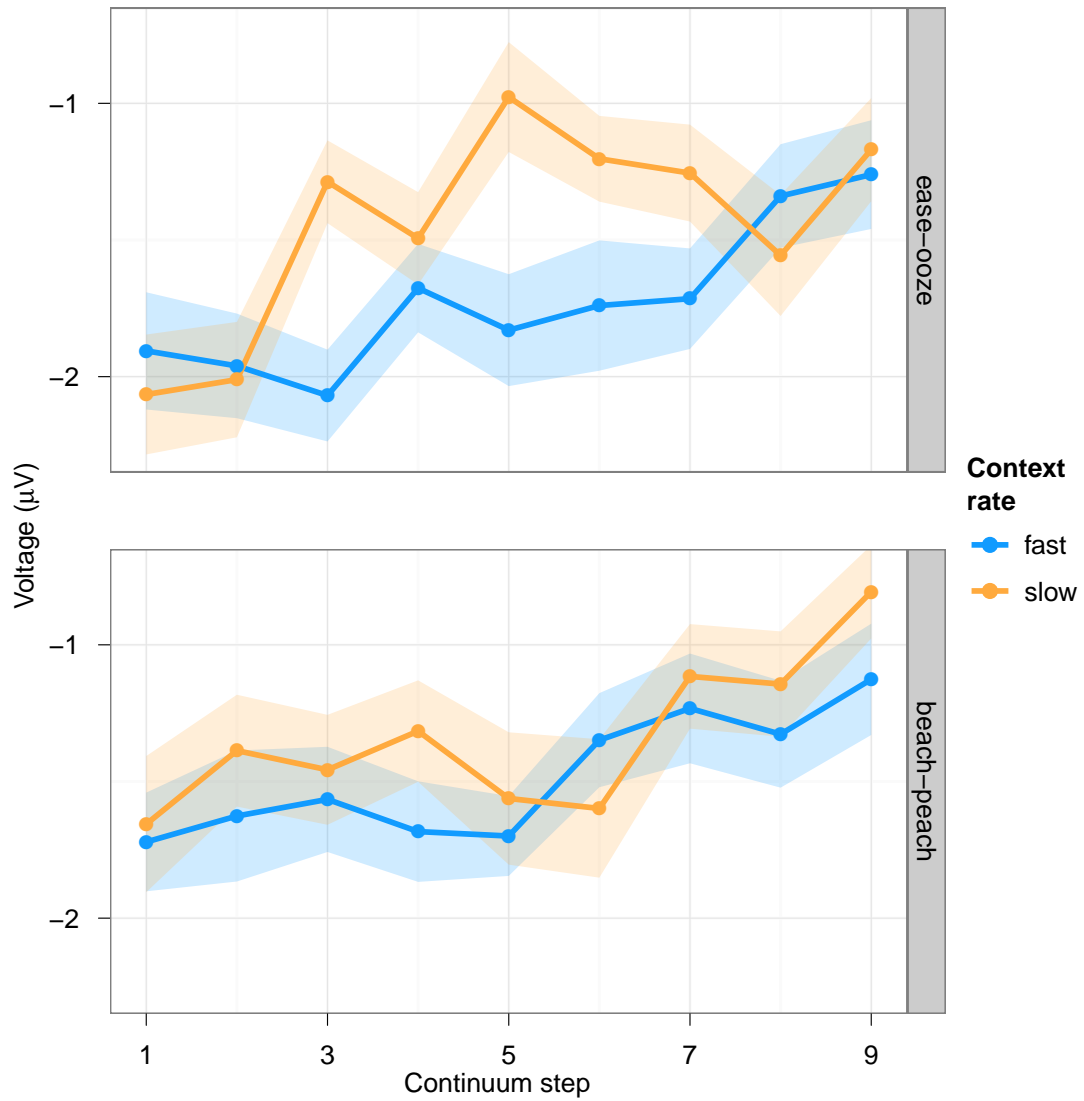 −1
−2
ease−ooze
Voltage (μV)
−1
−2
beach−peach
1 3 5 7 9
Continuum step
Context
rate
fast
slow